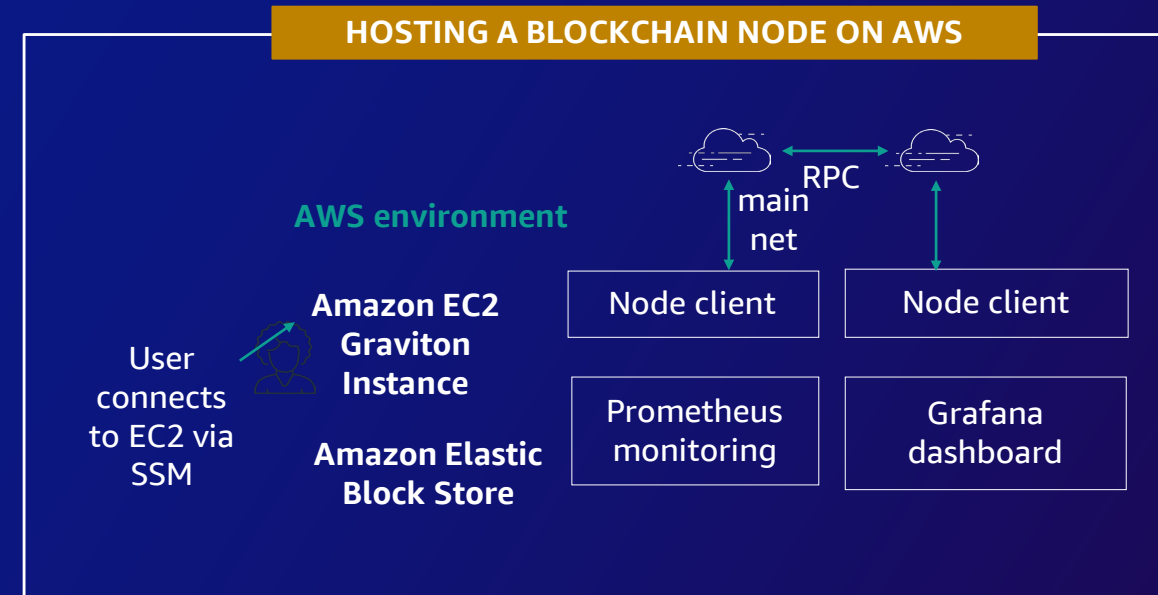 HOSTING A BLOCKCHAIN NODE ON AWS
RPC
main
net
AWS environment
Amazon EC2
Graviton
Instance
Node client
Node client
User
connects
to EC2 via
SSM
Amazon Elastic
Block Store
Prometheus
monitoring
Grafana
dashboard